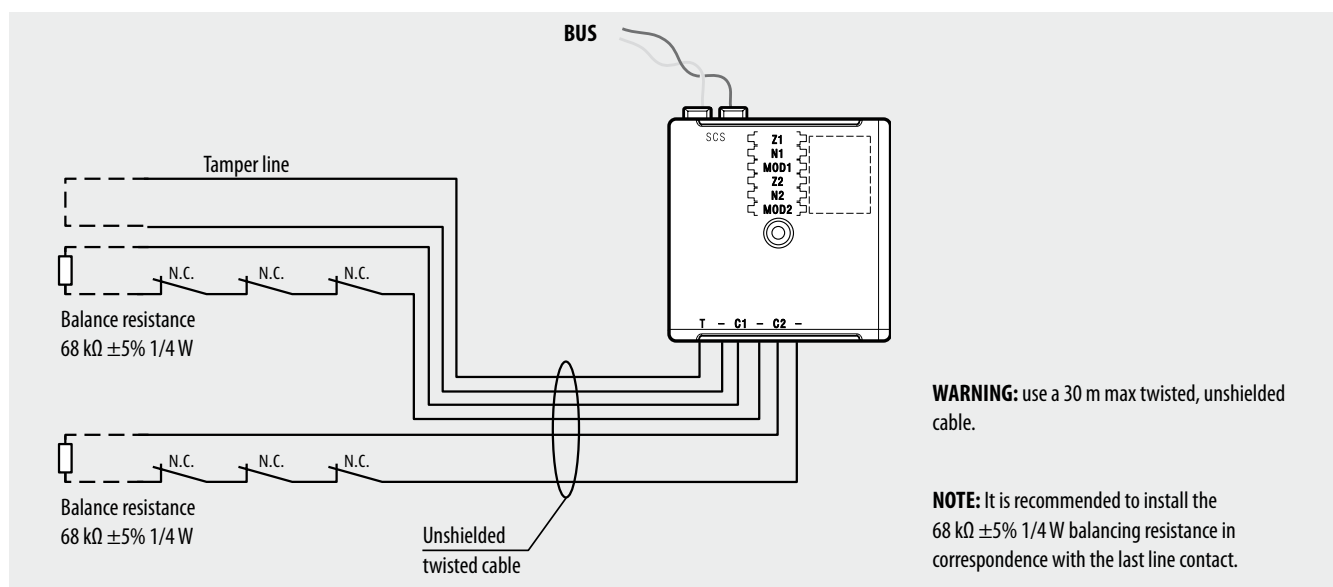 BUS
SCS
Z1
N1
MOD1
Z2
N2
MOD2
Tamper line
N.C. N.C. N.C.
Balance resistance
68 kΩ ±5% 1/4 W
T – C1 – C2 –
N.C. N.C. N.C.
Balance resistance
68 kΩ ±5% 1/4 W
Unshielded
twisted cable
WARNING: use a 30 m max twisted, unshielded
cable.
NOTE: It is recommended to install the
68 kΩ ±5% 1/4 W balancing resistance in
correspondence with the last line contact.